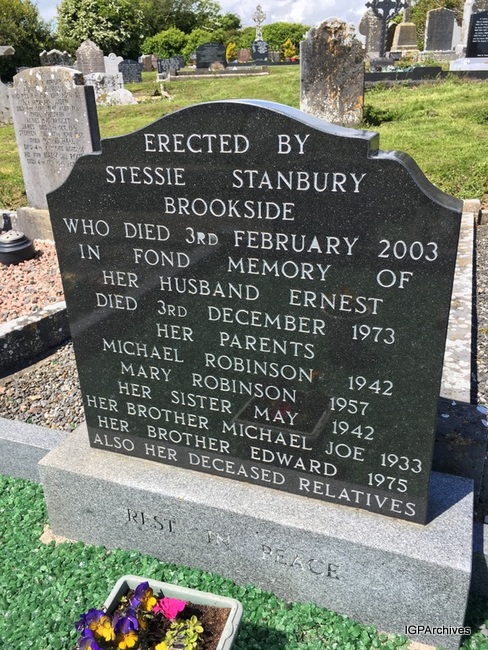 ERECTED BY
STESSIE STANBURY
BROOKSIDE
WHO DIED 3RD FEBRUARY 2003
IN FOND MEMORY OF
HER HUSBAND ERNEST
DIED 3RD DECEMBER 1973
HER PARENTS
MICHAEL ROBINSON 1942
MARY ROBINSON 1957
HER SISTER MAY 1942
HER BROTHER MICHAEL JOE 1933
HER BROTHER EDWARD 1975
ALSO HER DECEASED RELATIVES
REST IN PEACE
IGPArchives